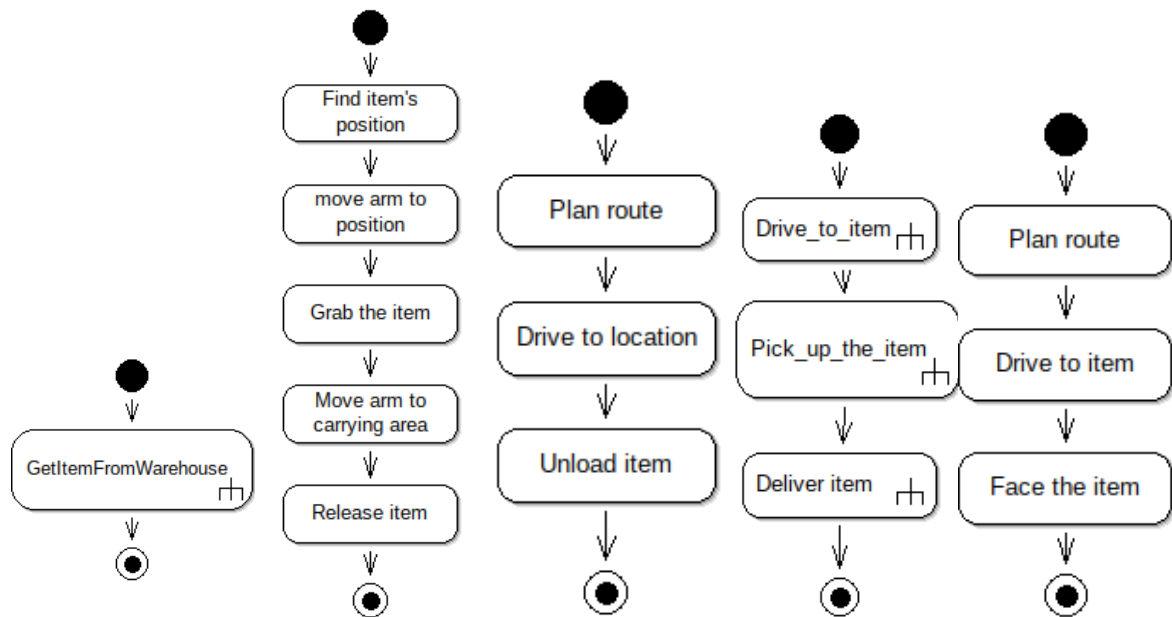 GetItemFromWarehouse
Find item's
position
move arm to
position
Grab the item
Move arm to
carrying area
Release item
Plan route
Drive to location
Unload item
Drive_to_item
Pick_up_the_item
Deliver item
Plan route
Drive to item
Face the item